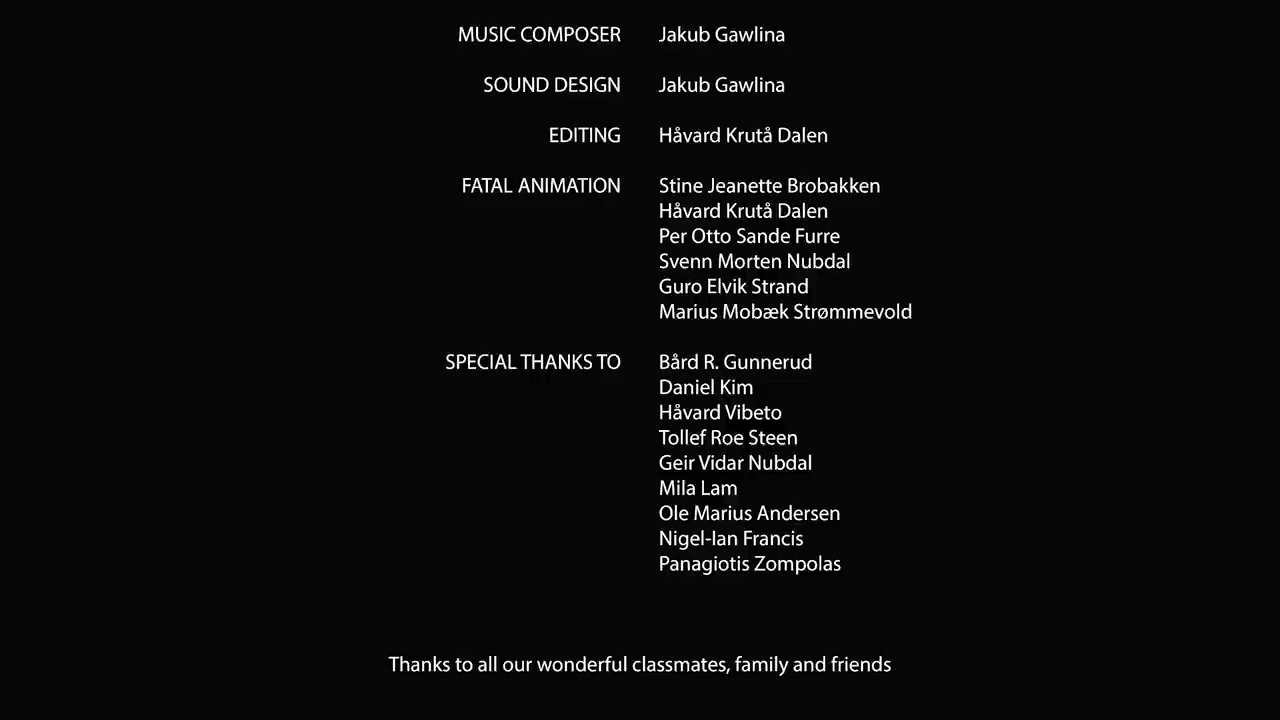 MUSIC COMPOSER Jakub Gawlina
SOUND DESIGN Jakub Gawlina
EDITING Håvard Krutå Dalen
FATAL ANIMATION Stine Jeanette Brobakken
Håvard Krutå Dalen
Per Otto Sande Furre
Svenn Morten Nubdal
Guro Elvik Strand
Marius Mobæk Strømmevold
SPECIAL THANKS TO Bård R. Gunnerud
Daniel Kim
Håvard Vibeto
Tollef Roe Steen
Geir Vidar Nubdal
Mila Lam
Ole Marius Andersen
Nigel-Ian Francis
Panagiotis Zompolas
Thanks to all our wonderful classmates, family and friends